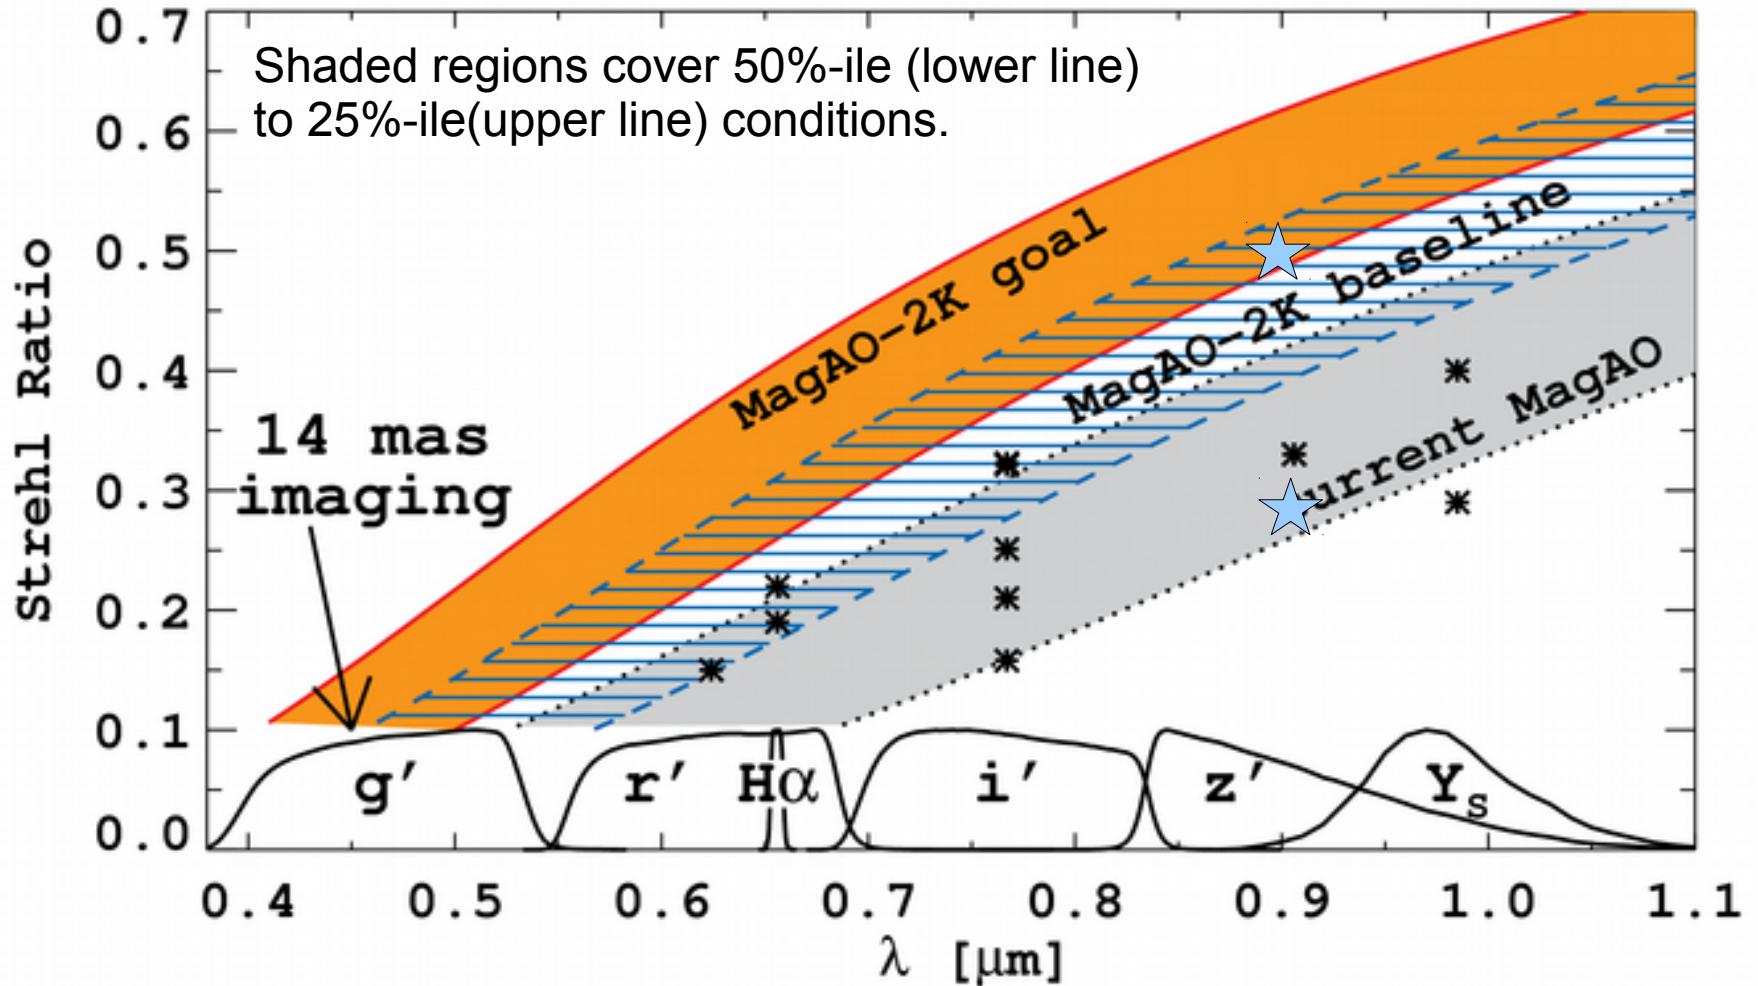 Shaded regions cover 50%-ile (lower line)
to 25%-ile(upper line) conditions.
0.7
0.6
0.5
0.4
0.3
0.2
0.1
0.0
Strehl Ratio
14 mas
imaging
MagAO-2K goal
MagAO-2K baseline
current MagAO
g′
r′
Hα
i′
z′
Ys
0.4 0.5 0.6 0.7 0.8 0.9 1.0 1.1
λ [μm]